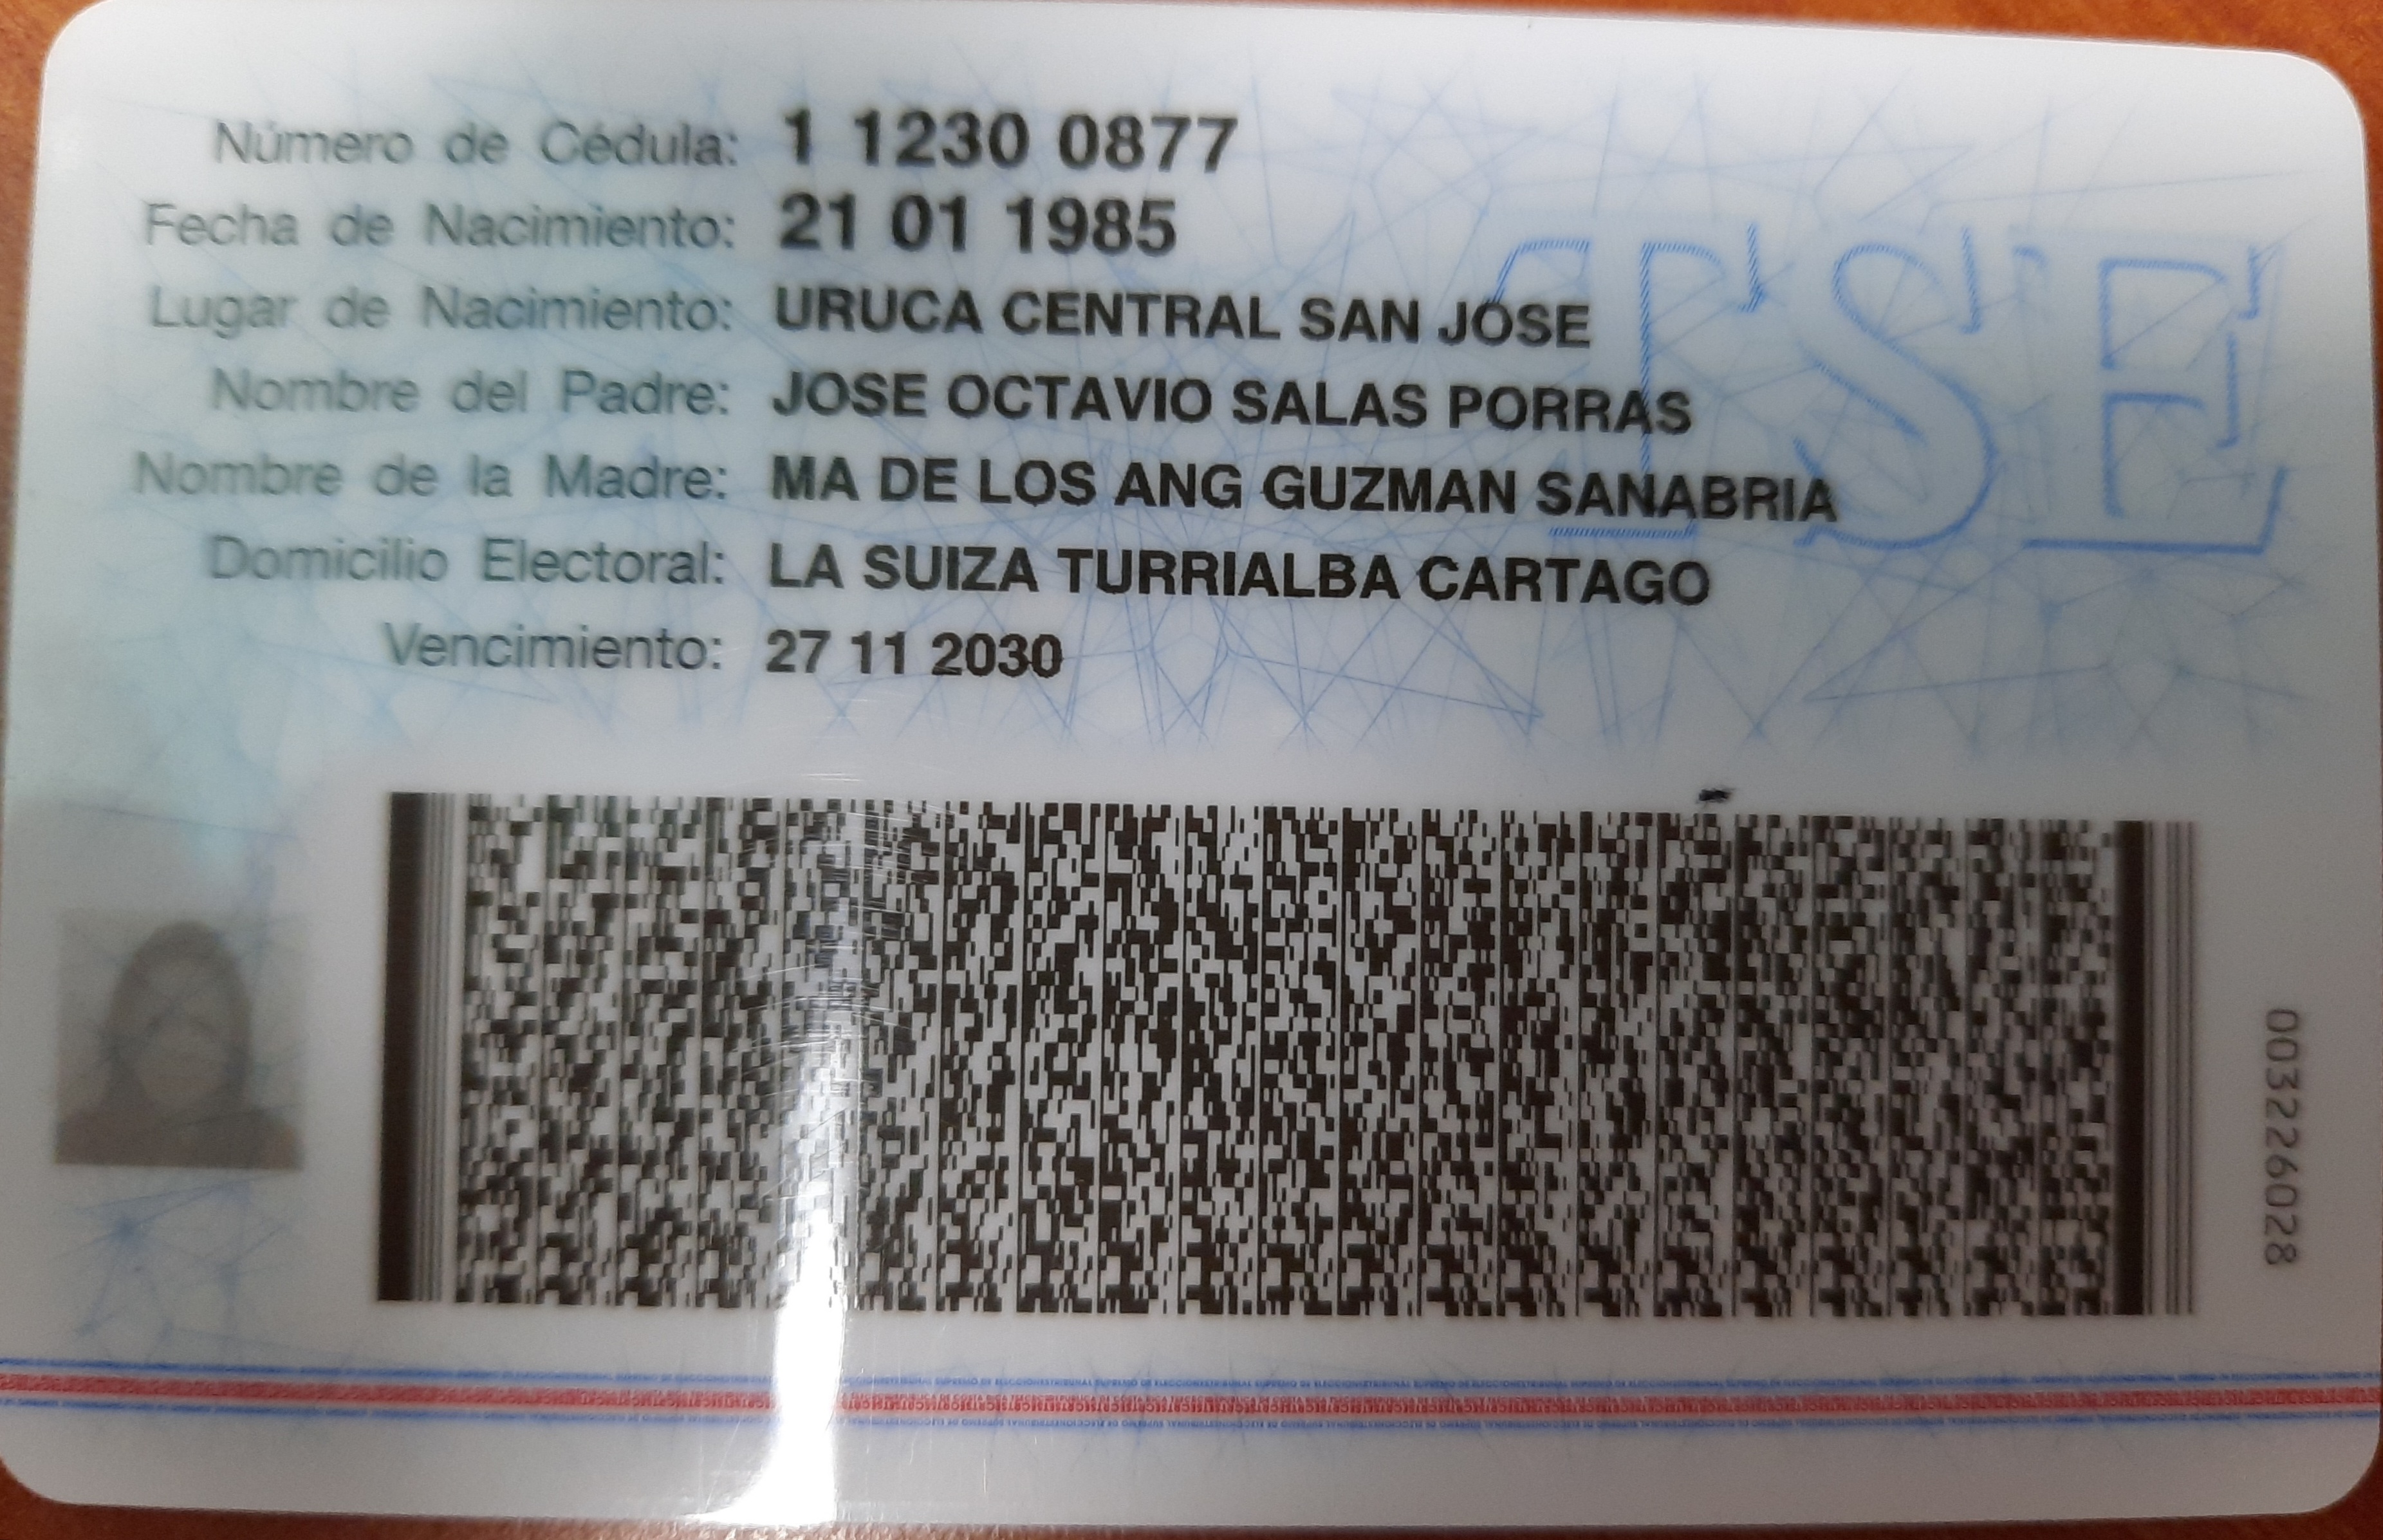 Número de Cédula: 1 1230 0877
Fecha de Nacimiento: 21 01 1985
Lugar de Nacimiento: URUCA CENTRAL SAN JOSE
Nombre del Padre: JOSE OCTAVIO SALAS PORRAS
Nombre de la Madre: MA DE LOS ANG GUZMAN SANABRIA
Domicilio Electoral: LA SUIZA TURRIALBA CARTAGO
Vencimiento: 27 11 2030
TSE
003226028